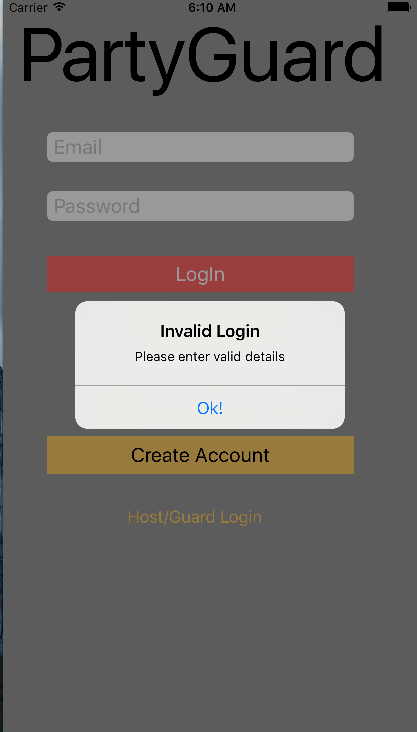 Carrier 6:10 AM
PartyGuard
Email
Password
LogIn
Invalid Login
Please enter valid details
Ok!
Create Account
Host/Guard Login